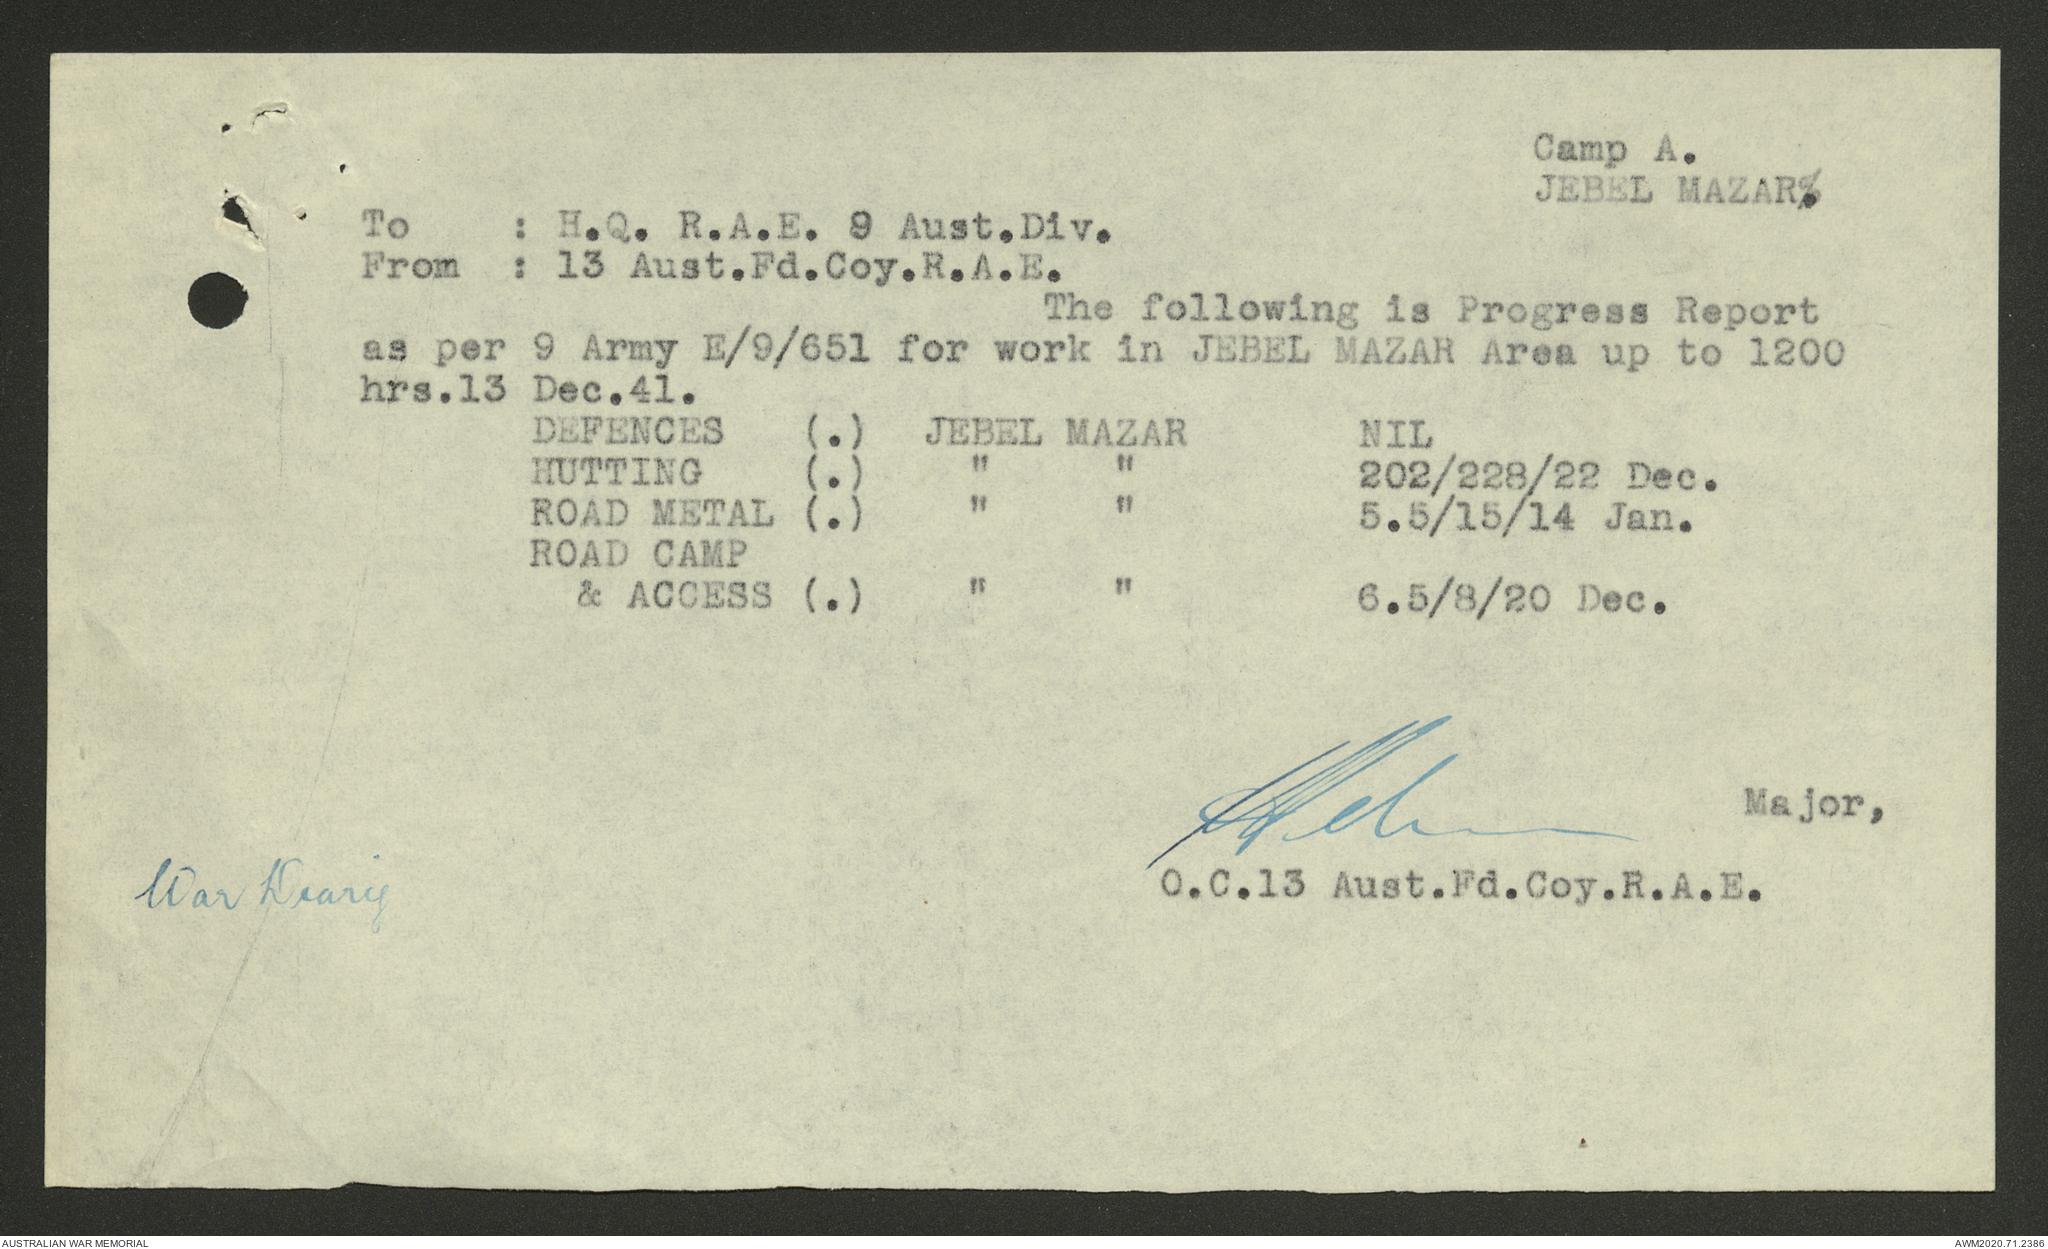 Camp A.
JEBEL MAZAR.
To : H.Q. R.A.E. 9 Aust.Div.
From : 13 Aust.Fd.Coy.R.A.E.
The following is Progress Report
as per 9 Army E/9/651 for work in JEBEL MAZAR Area up to 1200
hrs.13 Dec.41.
DEFENCES (.) JEBEL MAZAR NIL
HUTTING (.) " " 202/228/22 Dec.
ROAD METAL (.) " " 5.5/15/14 Jan.
ROAD CAMP
& ACCESS (.) " " 6.5/8/20 Dec.
Major,
O.C.13 Aust.Fd.Coy.R.A.E.
War Diary
AUSTRALIAN WAR MEMORIAL
AWM2020.71.2386